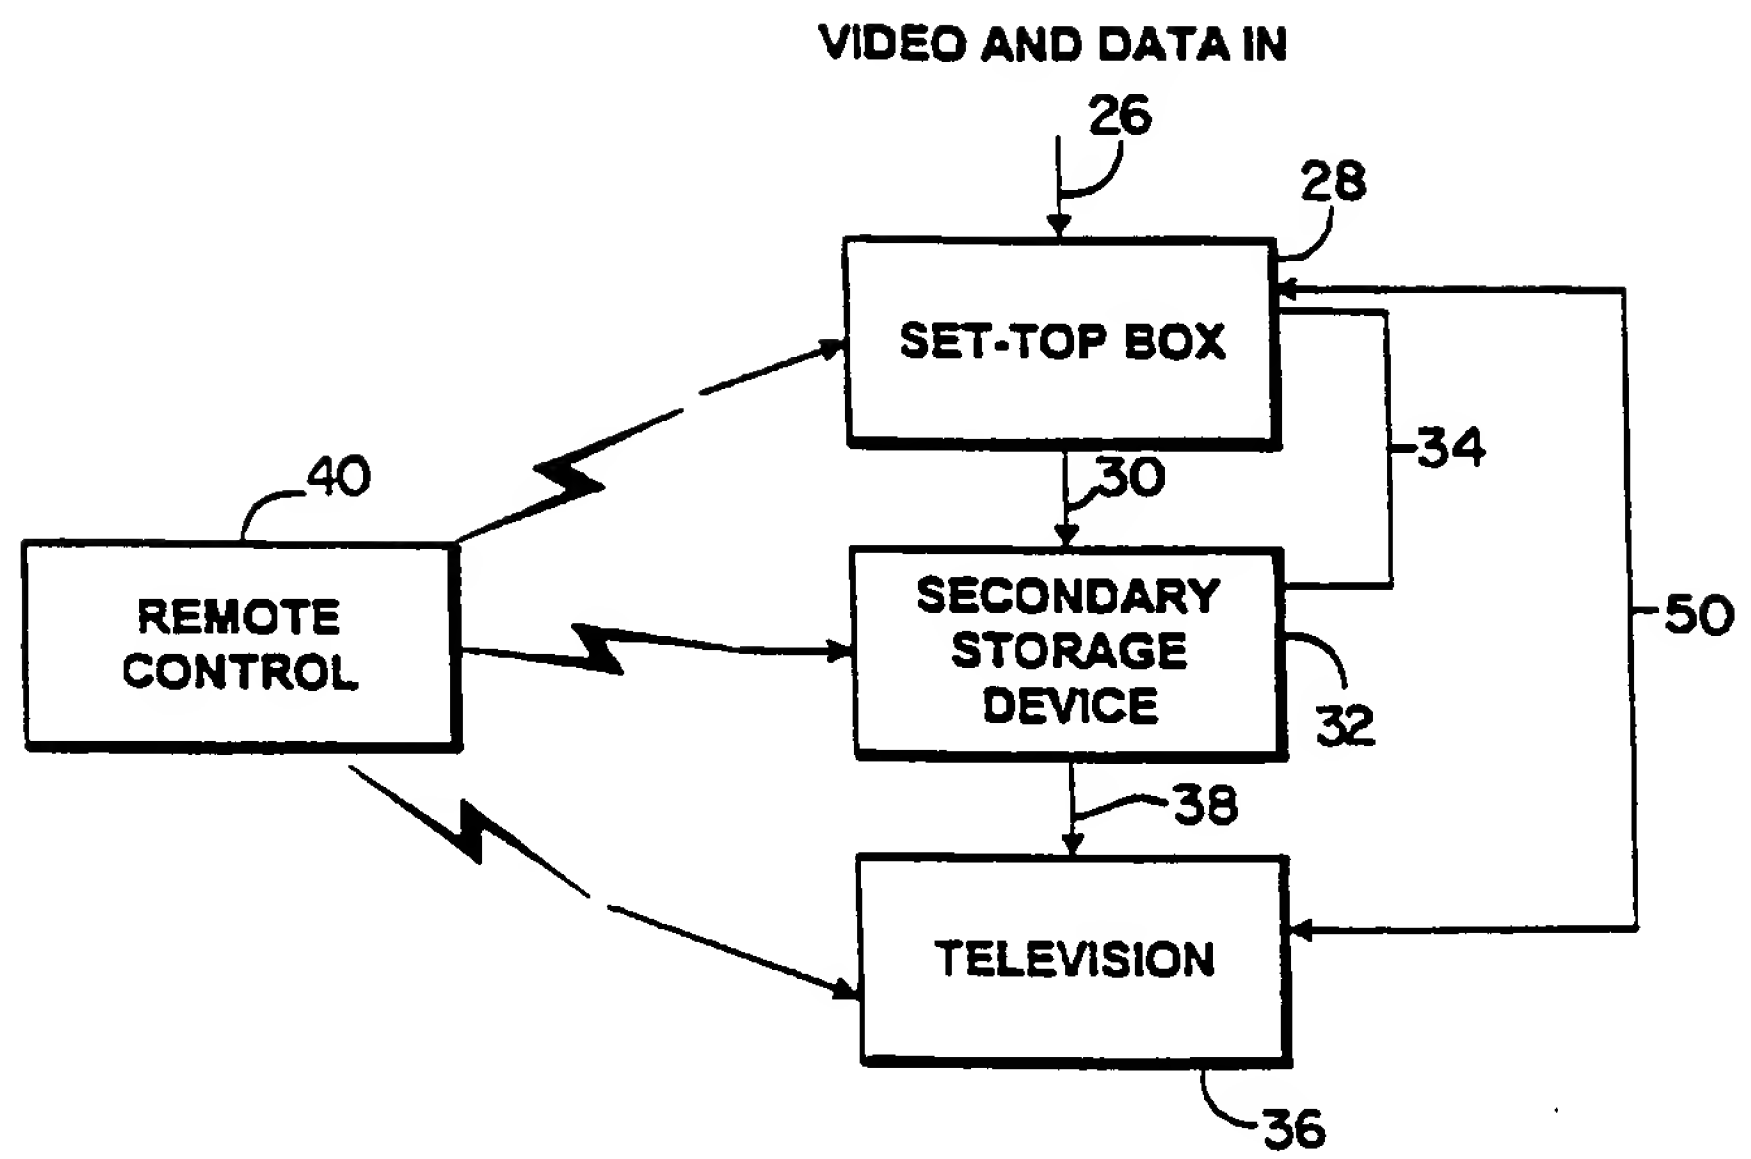 VIDEO AND DATA IN
26
28
SET-TOP BOX
34
30
40
REMOTE
CONTROL
SECONDARY
STORAGE
DEVICE
50
32
38
TELEVISION
36